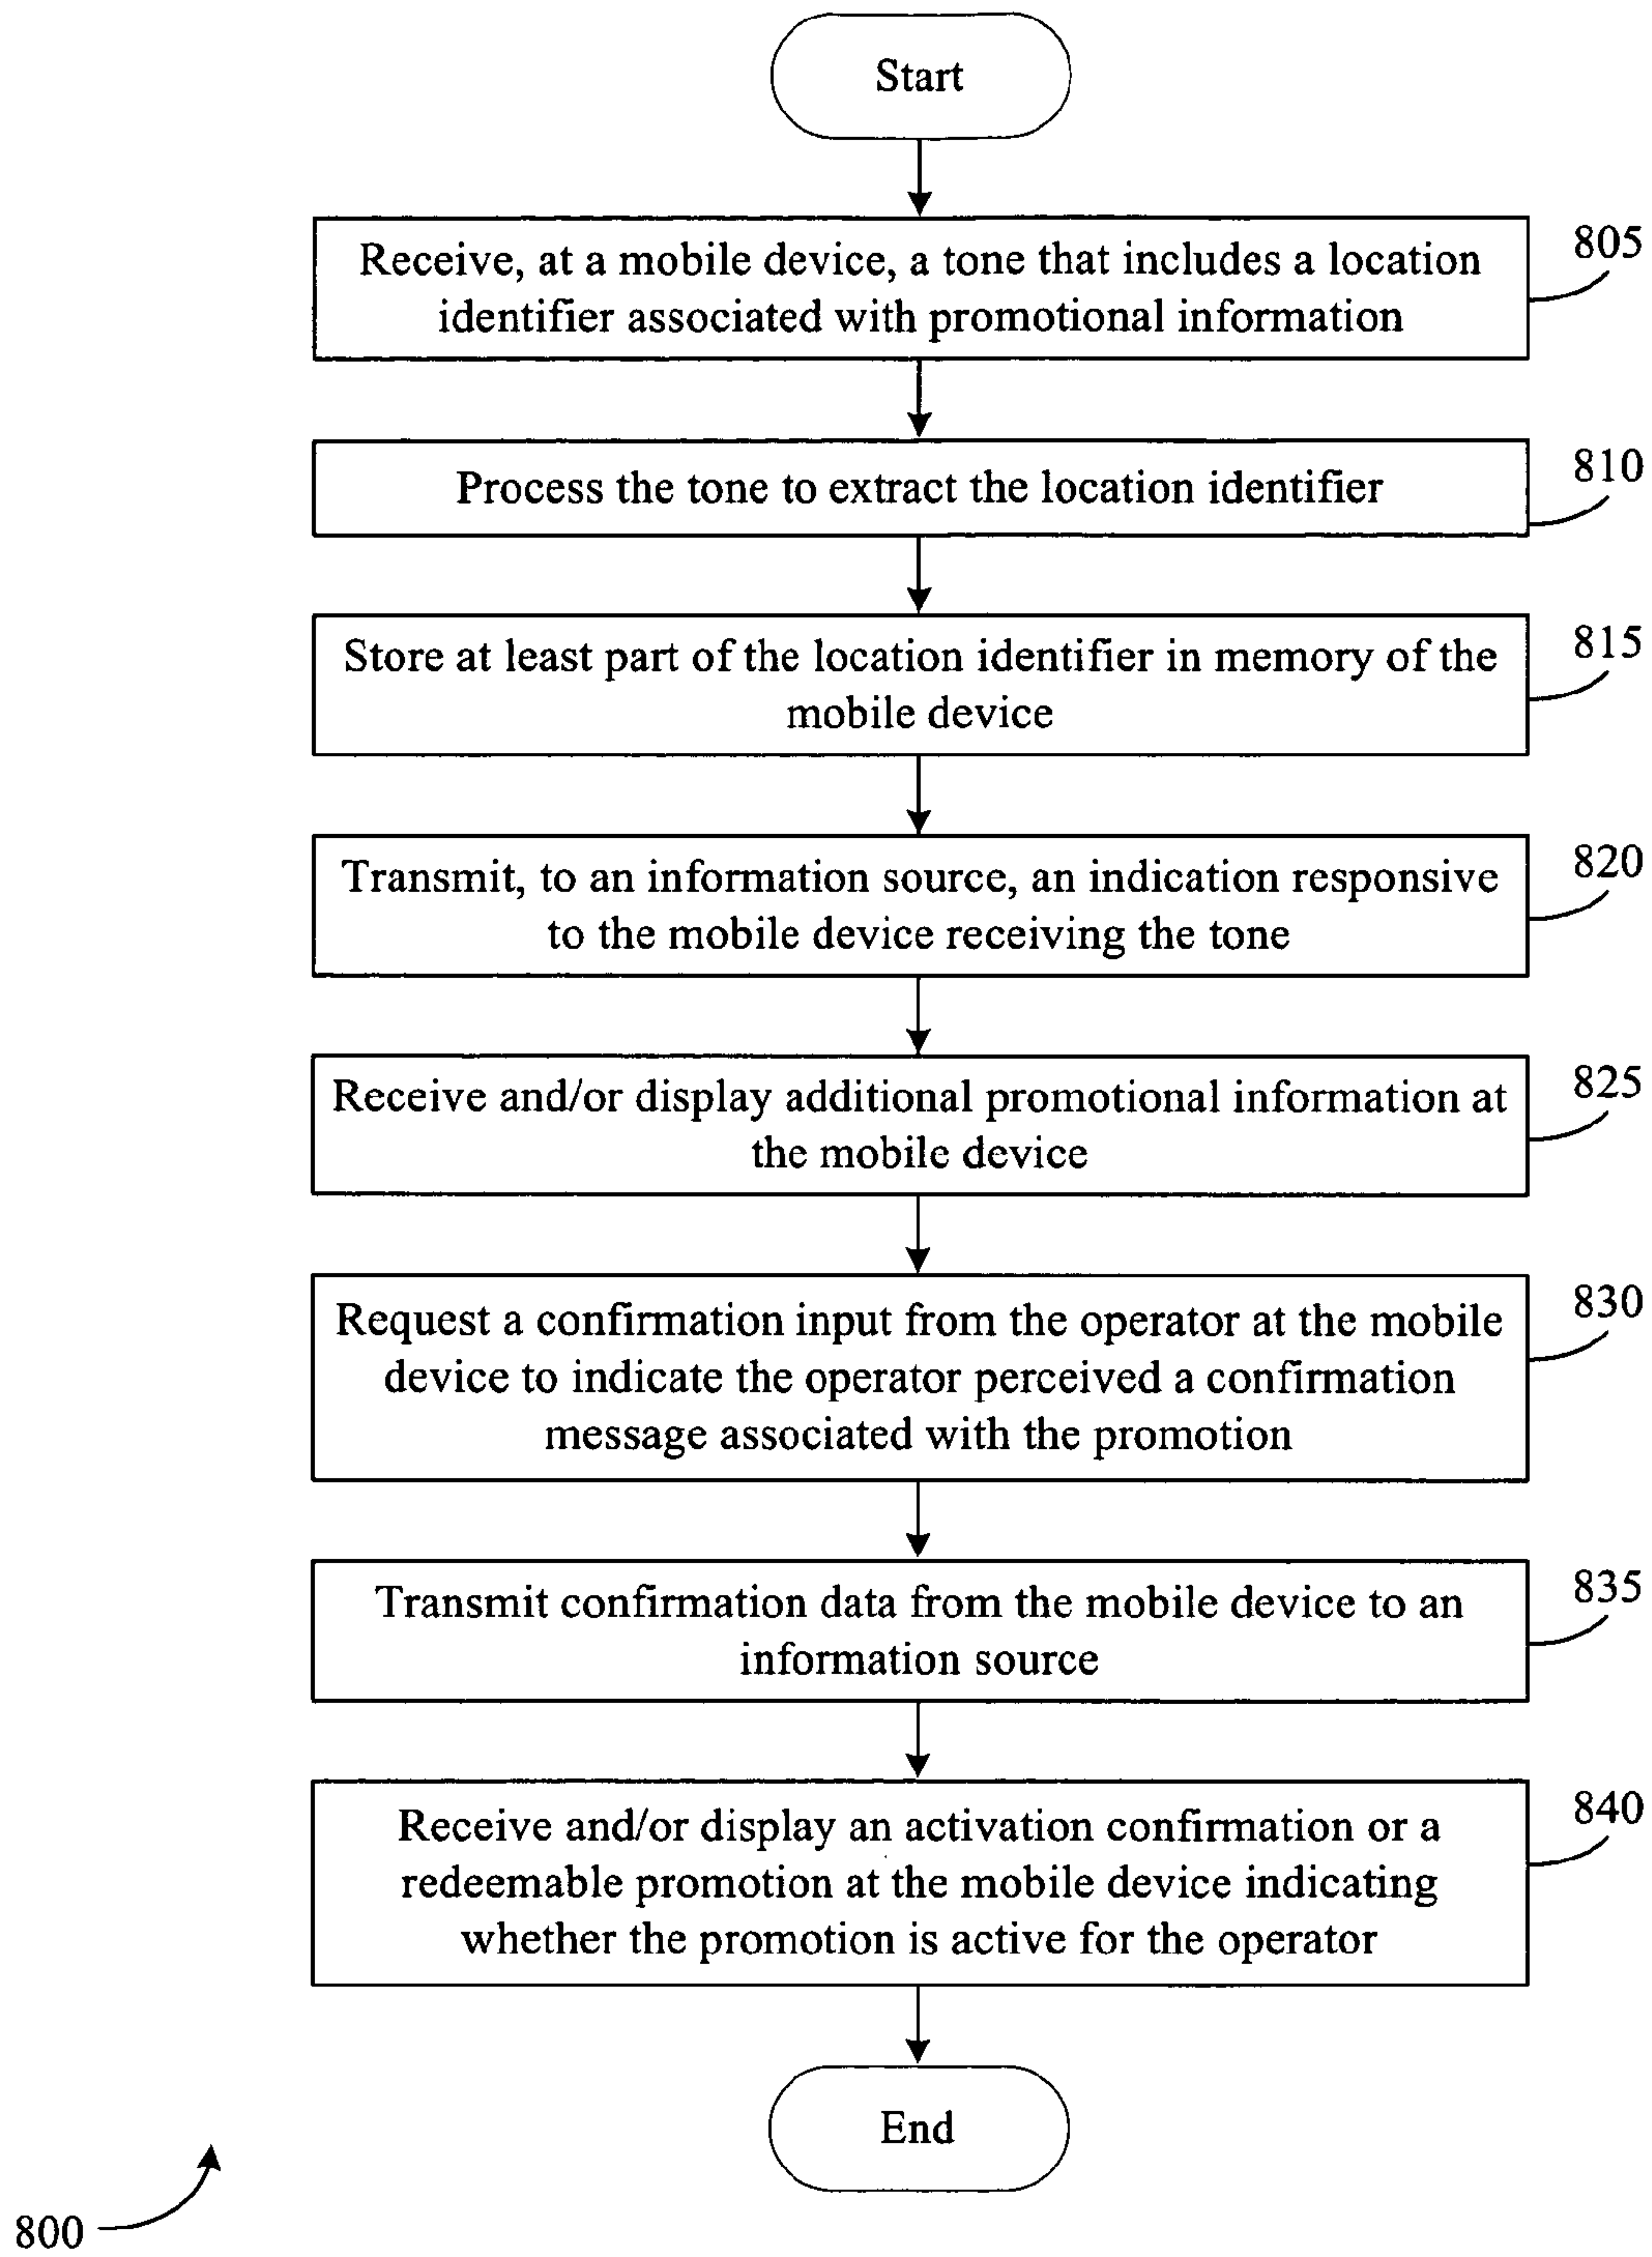 Start
Receive, at a mobile device, a tone that includes a location
identifier associated with promotional information
805
Process the tone to extract the location identifier
810
Store at least part of the location identifier in memory of the
mobile device
815
Transmit, to an information source, an indication responsive
to the mobile device receiving the tone
820
Receive and/or display additional promotional information at
the mobile device
825
Request a confirmation input from the operator at the mobile
device to indicate the operator perceived a confirmation
message associated with the promotion
830
Transmit confirmation data from the mobile device to an
information source
835
Receive and/or display an activation confirmation or a
redeemable promotion at the mobile device indicating
whether the promotion is active for the operator
840
End
800